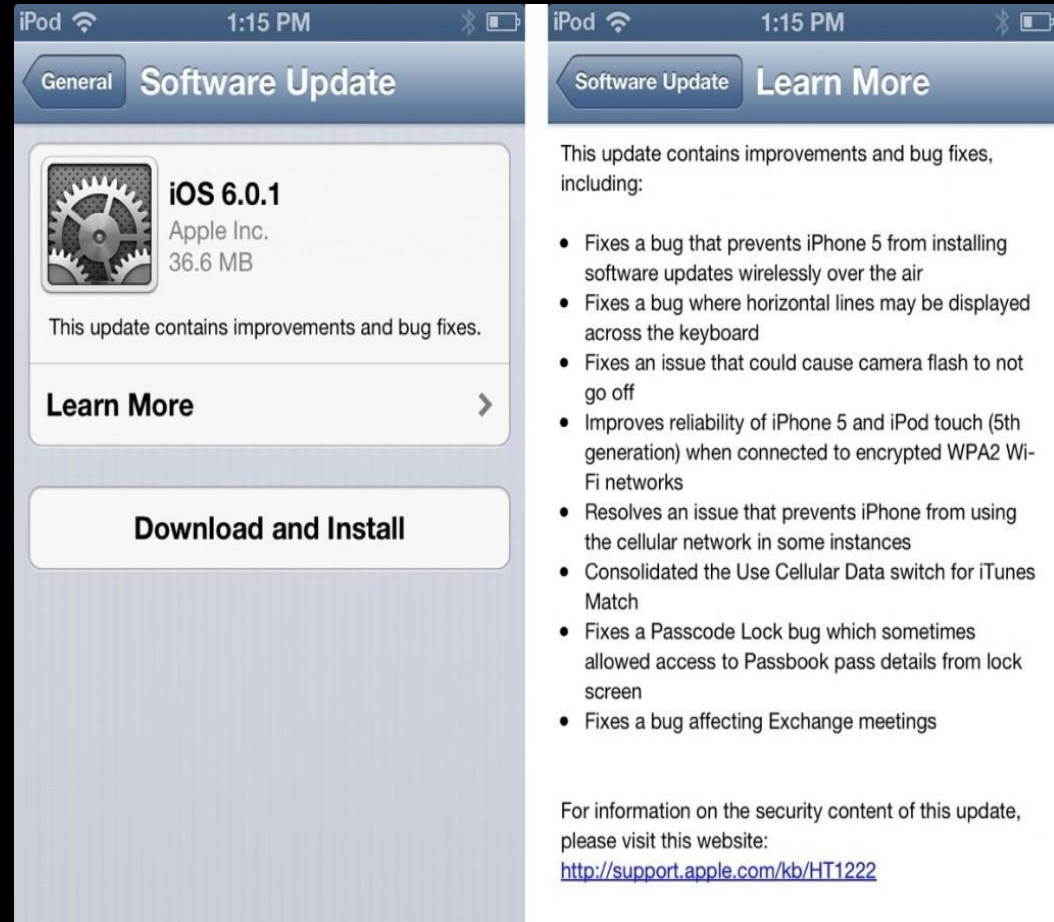 iPod 1:15 PM
General Software Update
iOS 6.0.1
Apple Inc.
36.6 MB
This update contains improvements and bug fixes.
Learn More
Download and Install
iPod 1:15 PM
Software Update Learn More
This update contains improvements and bug fixes,
including:
• Fixes a bug that prevents iPhone 5 from installing
software updates wirelessly over the air
• Fixes a bug where horizontal lines may be displayed
across the keyboard
• Fixes an issue that could cause camera flash to not
go off
• Improves reliability of iPhone 5 and iPod touch (5th
generation) when connected to encrypted WPA2 Wi-
Fi networks
• Resolves an issue that prevents iPhone from using
the cellular network in some instances
• Consolidated the Use Cellular Data switch for iTunes
Match
• Fixes a Passcode Lock bug which sometimes
allowed access to Passbook pass details from lock
screen
• Fixes a bug affecting Exchange meetings
For information on the security content of this update,
please visit this website:
http://support.apple.com/kb/HT1222